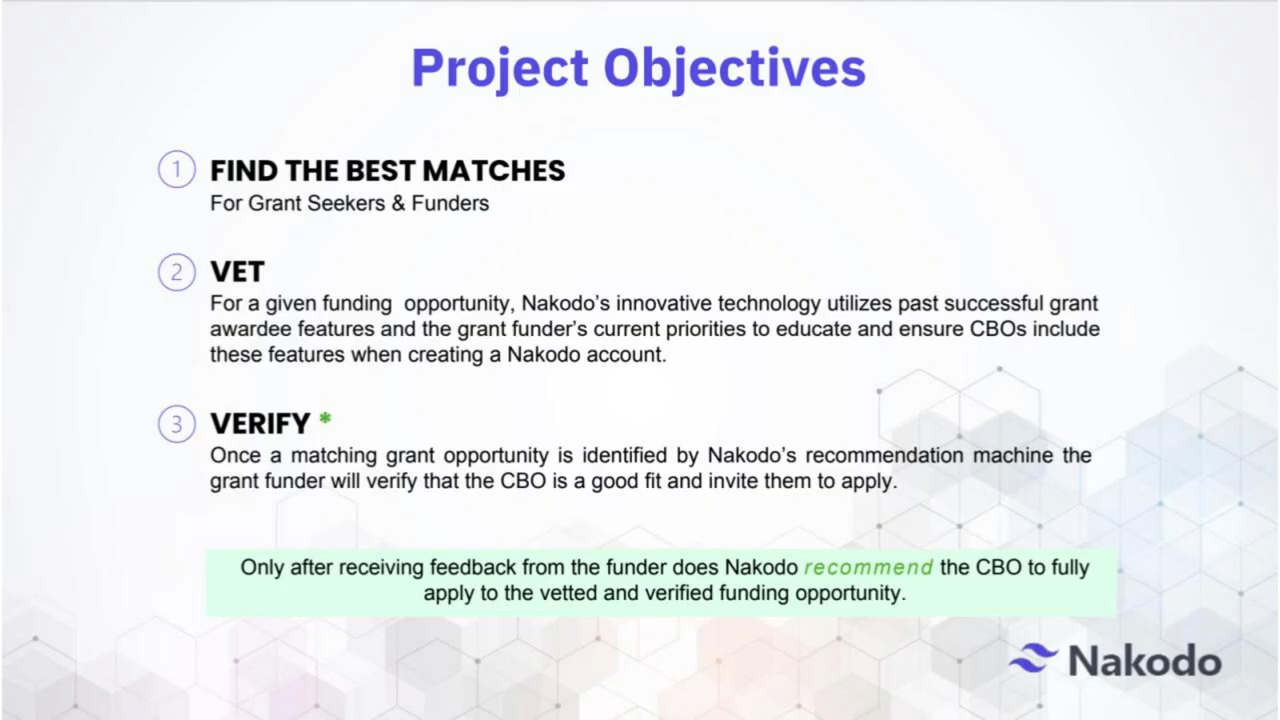 Project Objectives
1 FIND THE BEST MATCHES
For Grant Seekers & Funders
2 VET
For a given funding opportunity, Nakodo's innovative technology utilizes past successful grant
awardee features and the grant funder's current priorities to educate and ensure CBOs include
these features when creating a Nakodo account.
3 VERIFY *
Once a matching grant opportunity is identified by Nakodo's recommendation machine the
grant funder will verify that the CBO is a good fit and invite them to apply.
Only after receiving feedback from the funder does Nakodo recommend the CBO to fully
apply to the vetted and verified funding opportunity.
Nakodo